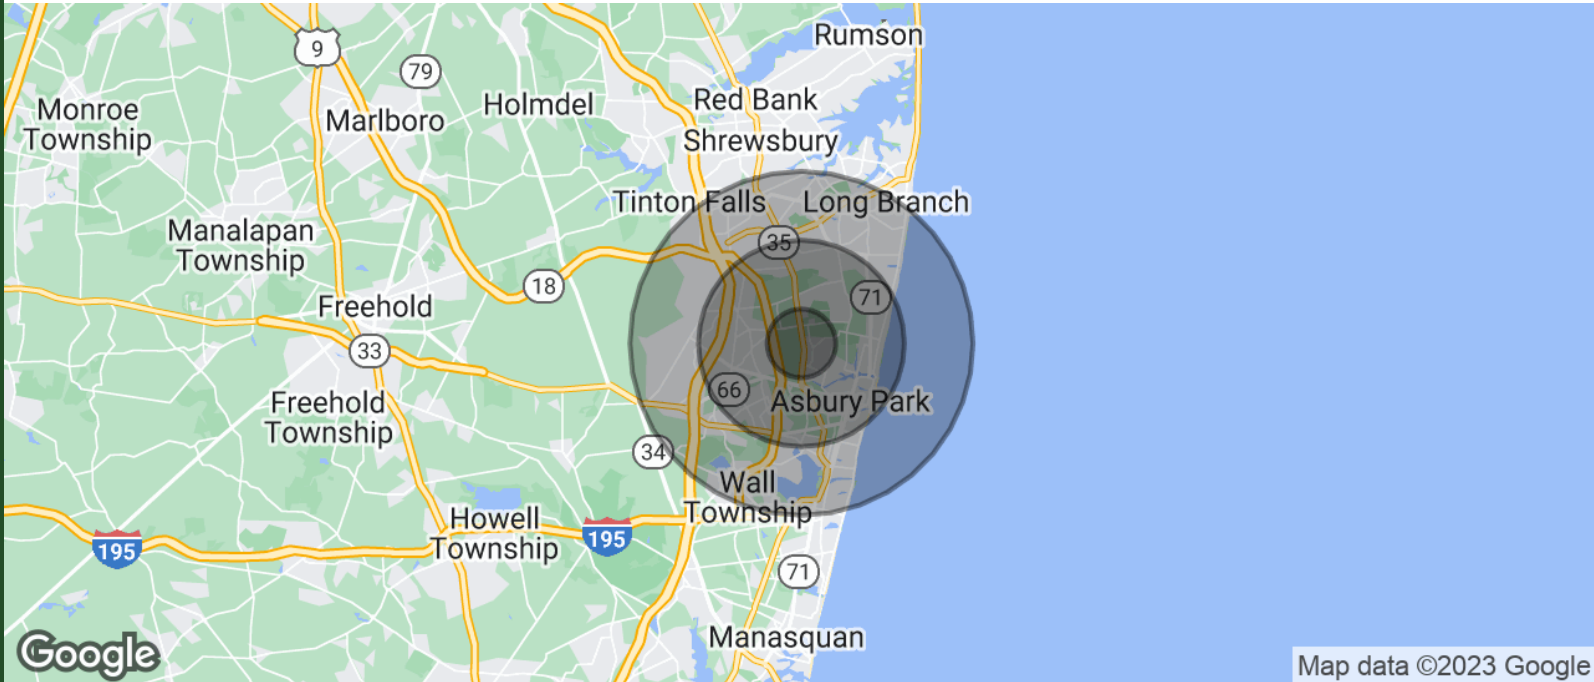 Rumson
9
79
Monroe
Township
Marlboro
Holmdel
Red Bank
Shrewsbury
Tinton Falls
Long Branch
Manalapan
Township
35
18
71
Freehold
33
66
Freehold
Township
Asbury Park
34
Wall
Township
Howell
Township
195
195
71
Manasquan
Google
Map data ©2023 Google